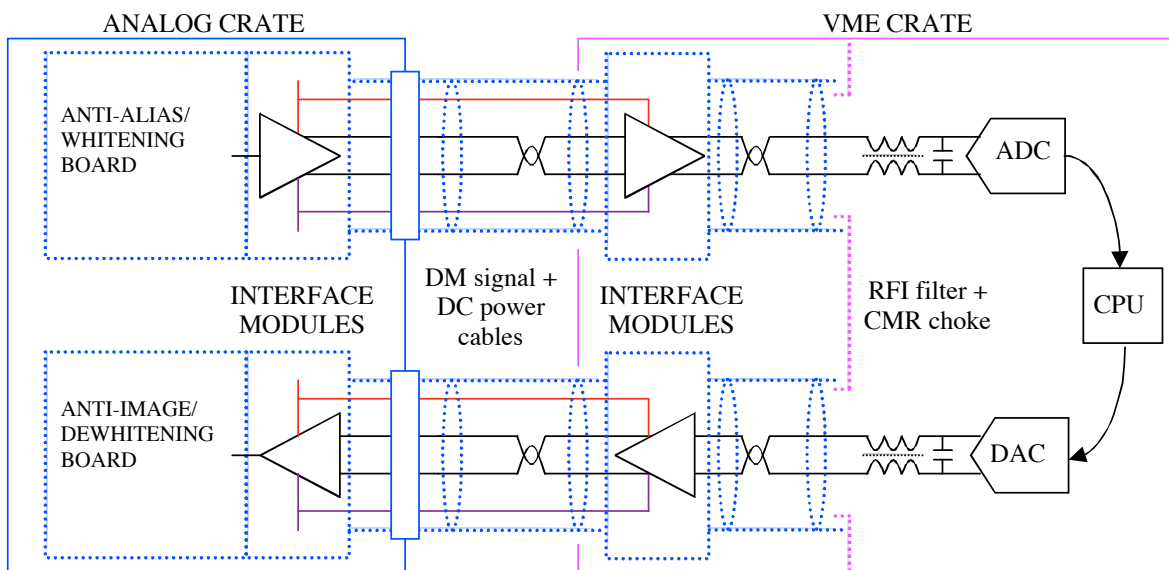 ANALOG CRATE
VME CRATE
ANTI-ALIAS/
WHITENING
BOARD
ADC
INTERFACE
MODULES
DM signal +
DC power
cables
INTERFACE
MODULES
RFI filter +
CMR choke
CPU
ANTI-IMAGE/
DEWHITENING
BOARD
DAC